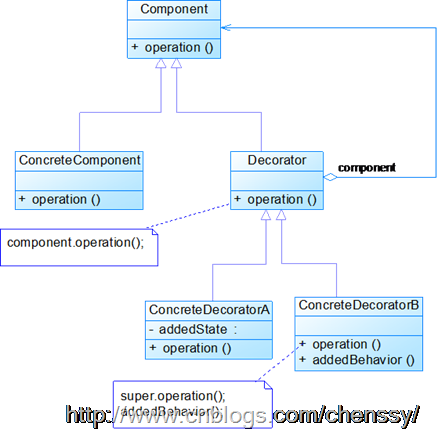 Component
+ operation ()
ConcreteComponent
+ operation ()
Decorator
+ operation ()
component
component.operation();
ConcreteDecoratorA
- addedState :
+ operation ()
ConcreteDecoratorB
+ operation ()
+ addedBehavior ()
super.operation();
addedBehavior();
http://www.cnblogs.com/chenssy/